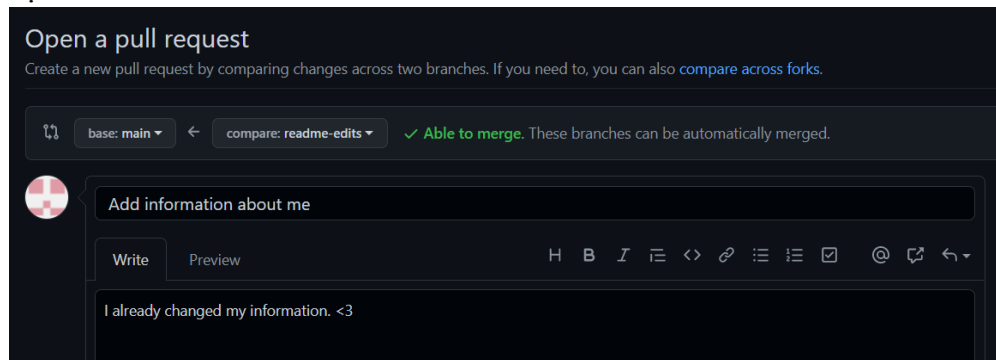 Open a pull request
Create a new pull request by comparing changes across two branches. If you need to, you can also compare across forks.
base: main compare: readme-edits Able to merge. These branches can be automatically merged.
Add information about me
Write Preview H B I <> @
I already changed my information. <3